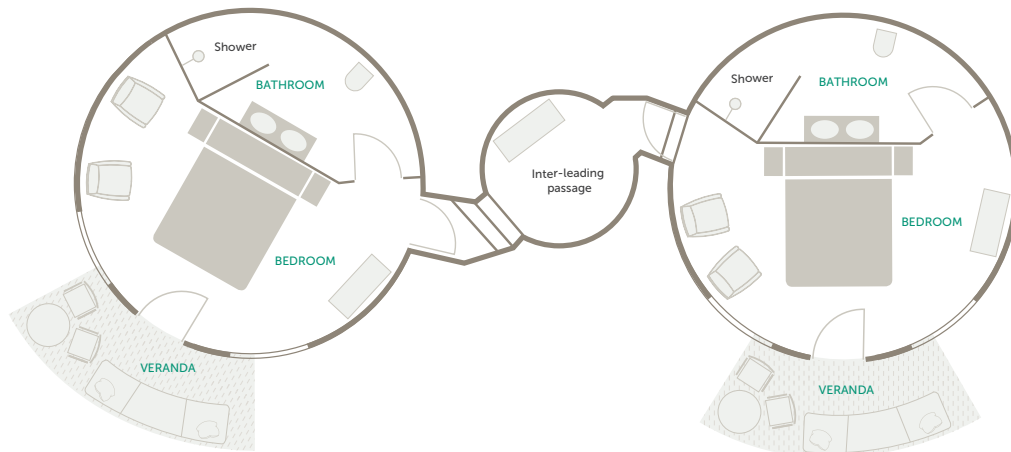 Shower
BATHROOM
BEDROOM
VERANDA
Inter-leading
passage
Shower
BATHROOM
BEDROOM
VERANDA